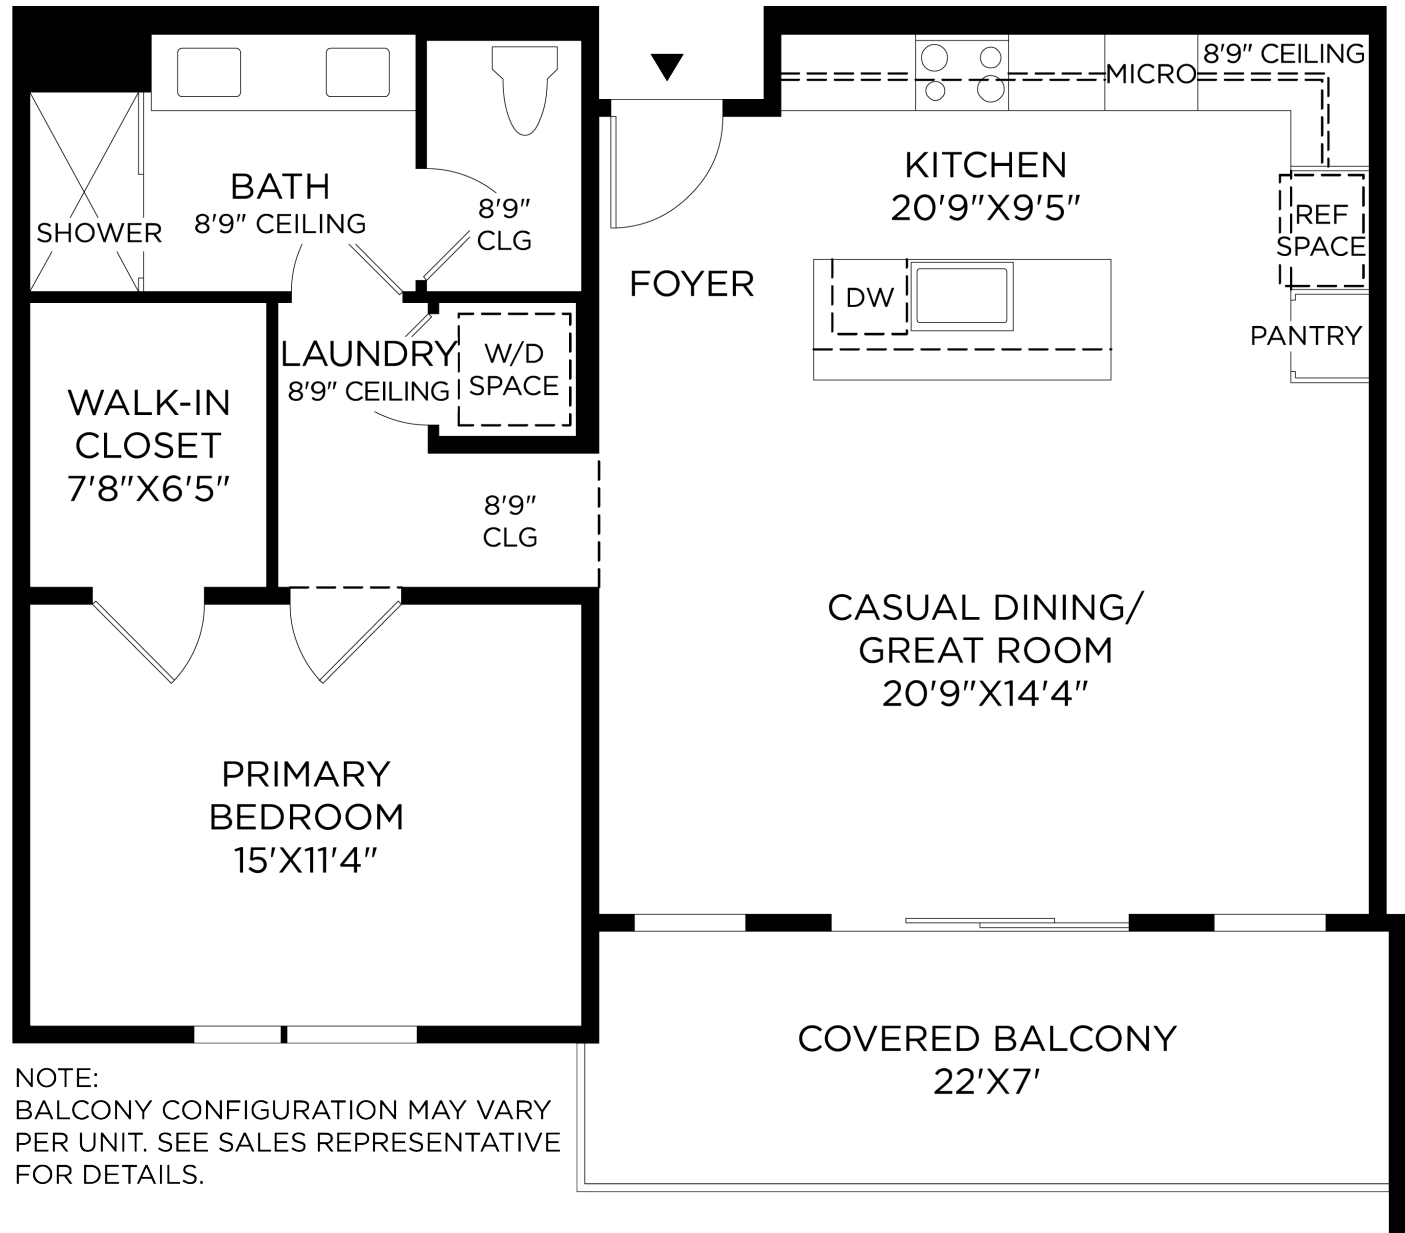 8'9" CEILING
MICRO
BATH
8'9" CEILING
SHOWER
8'9"
CLG
KITCHEN
20'9"X9'5"
REF
SPACE
FOYER
DW
PANTRY
LAUNDRY
8'9" CEILING
W/D
SPACE
WALK-IN
CLOSET
7'8"X6'5"
8'9"
CLG
CASUAL DINING/
GREAT ROOM
20'9"X14'4"
PRIMARY
BEDROOM
15'X11'4"
COVERED BALCONY
22'X7'
NOTE:
BALCONY CONFIGURATION MAY VARY
PER UNIT. SEE SALES REPRESENTATIVE
FOR DETAILS.